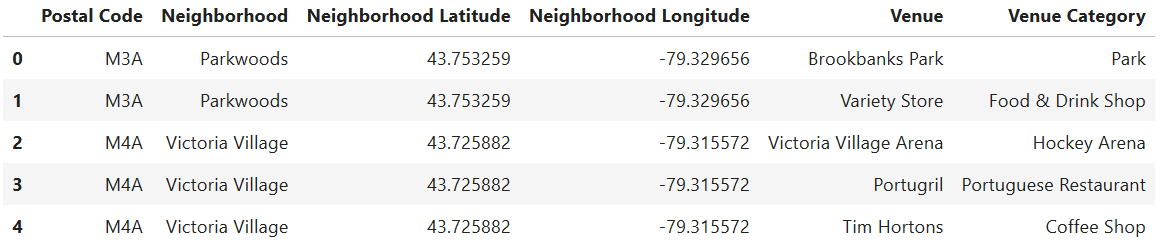 Postal Code Neighborhood Neighborhood Latitude Neighborhood Longitude Venue Venue Category
0 M3A Parkwoods 43.753259 -79.329656 Brookbanks Park Park
1 M3A Parkwoods 43.753259 -79.329656 Variety Store Food & Drink Shop
2 M4A Victoria Village 43.725882 -79.315572 Victoria Village Arena Hockey Arena
3 M4A Victoria Village 43.725882 -79.315572 Portugril Portuguese Restaurant
4 M4A Victoria Village 43.725882 -79.315572 Tim Hortons Coffee Shop